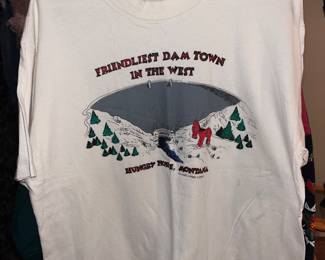 FRIENDLIEST DAM TOWN
IN THE WEST
HUNGRY HORSE, MONTANA